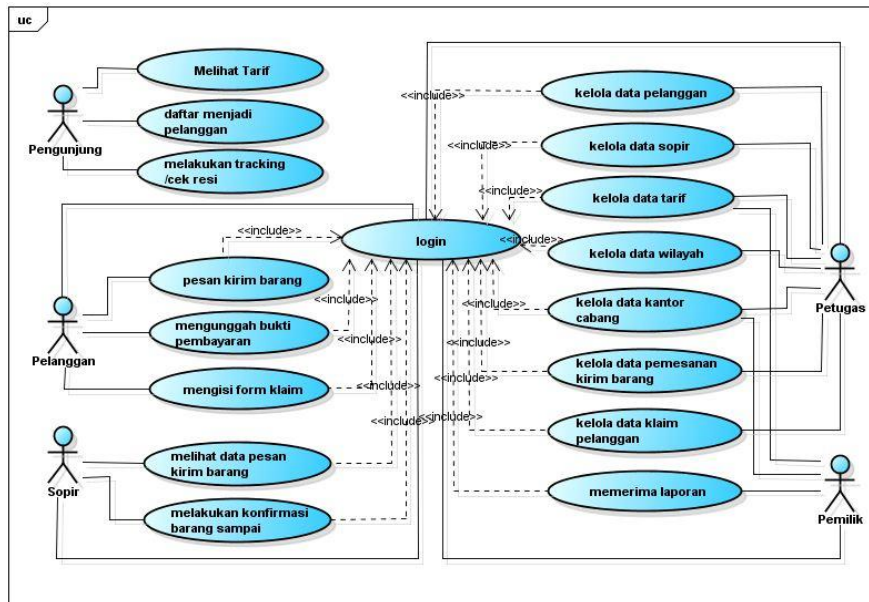 uc
Melihat Tarif
daftar menjadi
pelanggan
melakukan tracking
/cek resi
Pengunjung
pesan kirim barang
mengunggah bukti
pembayaran
mengisi form klaim
Pelanggan
melihat data pesan
kirim barang
melakukan konfirmasi
barang sampai
Sopir
login
<<include>>
<<include>>
<<include>>
<<include>>
<<include>>
<<include>>
<<include>>
<<include>>
<<include>>
<<include>>
<<include>>
<<include>>
<<include>>
<<include>>
kelola data pelanggan
kelola data sopir
kelola data tarif
kelola data wilayah
kelola data kantor
cabang
kelola data pemesanan
kirim barang
kelola data klaim
pelanggan
memerima laporan
Petugas
Pemilik